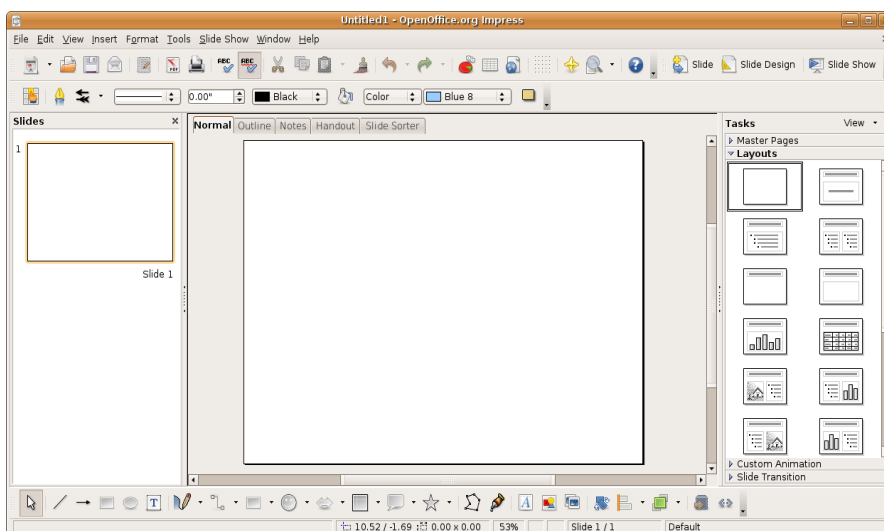 Untitled1 - OpenOffice.org Impress
File Edit View Insert Format Tools Slide Show Window Help
PDF ABC ABC Slide Slide Design Slide Show
0.00" Black Color Blue 8
Slides
Normal Outline Notes Handout Slide Sorter
Tasks View
1
Master Pages
Layouts
Slide 1
Custom Animation
Slide Transition
T A
10.52 / -1.69 0.00 x 0.00 53% Slide 1 / 1 Default